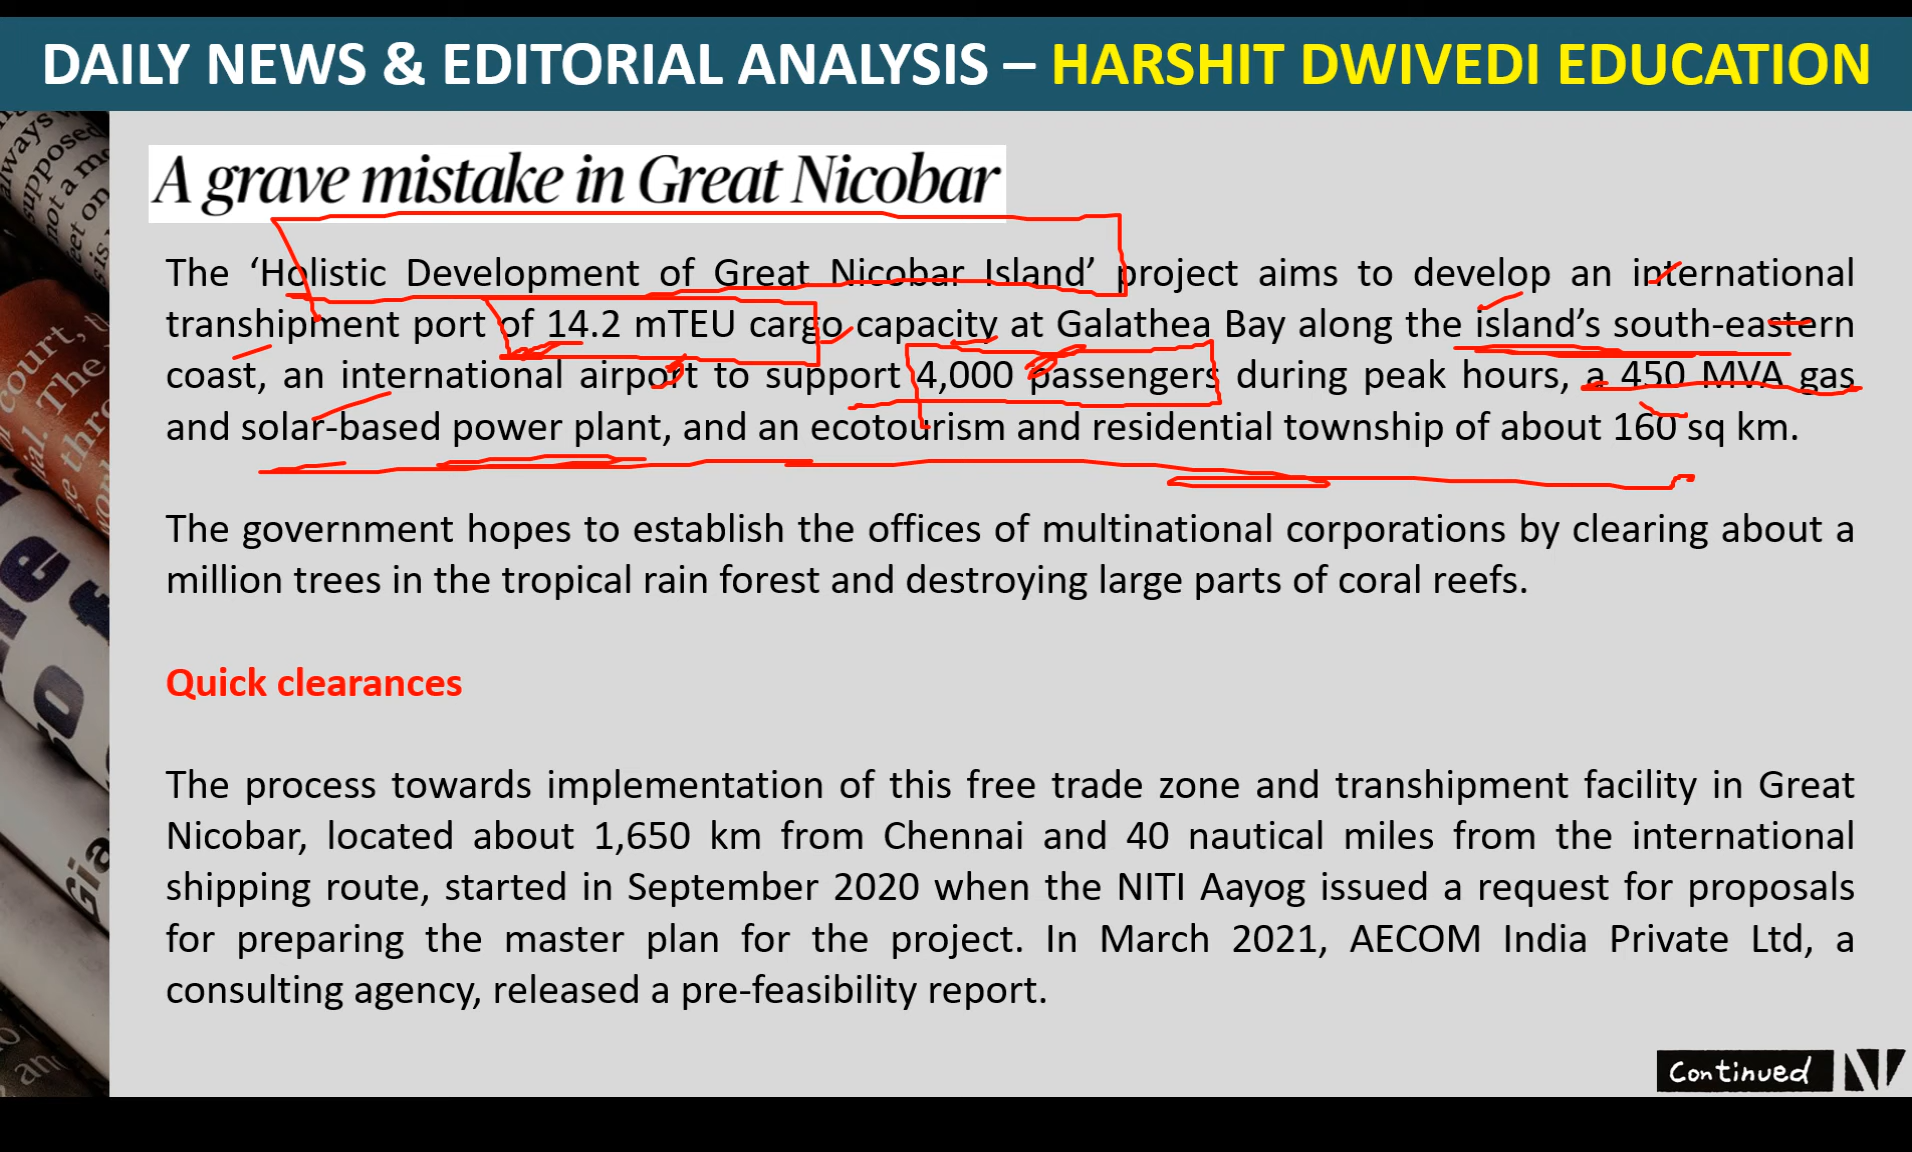 DAILY NEWS & EDITORIAL ANALYSIS – HARSHIT DWIVEDI EDUCATION
A grave mistake in Great Nicobar
The ‘Holistic Development of Great Nicobar Island’ project aims to develop an international
transhipment port of 14.2 mTEU cargo capacity at Galathea Bay along the island’s south-eastern
coast, an international airport to support 4,000 passengers during peak hours, a 450 MVA gas
and solar-based power plant, and an ecotourism and residential township of about 160 sq km.
The government hopes to establish the offices of multinational corporations by clearing about a
million trees in the tropical rain forest and destroying large parts of coral reefs.
Quick clearances
The process towards implementation of this free trade zone and transhipment facility in Great
Nicobar, located about 1,650 km from Chennai and 40 nautical miles from the international
shipping route, started in September 2020 when the NITI Aayog issued a request for proposals
for preparing the master plan for the project. In March 2021, AECOM India Private Ltd, a
consulting agency, released a pre-feasibility report.
Continued